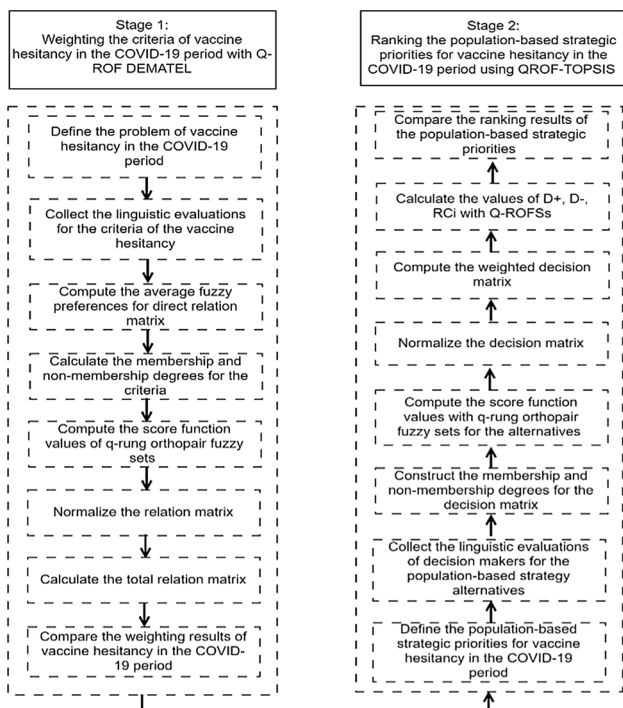 Stage 1:
Weighting the criteria of vaccine
hesitancy in the COVID-19 period with Q-
ROF DEMATEL
Define the problem of vaccine
hesitancy in the COVID-19
period
Collect the linguistic evaluations
for the criteria of the vaccine
hesitancy
Compute the average fuzzy
preferences for direct relation
matrix
Calculate the membership and
non-membership degrees for the
criteria
Compute the score function
values of q-rung orthopair fuzzy
sets
Normalize the relation matrix
Calculate the total relation matrix
Compare the weighting results of
vaccine hesitancy in the COVID-
19 period
Stage 2:
Ranking the population-based strategic
priorities for vaccine hesitancy in the
COVID-19 period using QROF-TOPSIS
Compare the ranking results of
the population-based strategic
priorities
Calculate the values of D+, D-,
RCi with Q-ROFSs
Compute the weighted decision
matrix
Normalize the decision matrix
Compute the score function
values with q-rung orthopair
fuzzy sets for the alternatives
Construct the membership and
non-membership degrees for the
decision matrix
Collect the linguistic evaluations
of decision makers for the
population-based strategy
alternatives
Define the population-based
strategic priorities for vaccine
hesitancy in the COVID-19
period